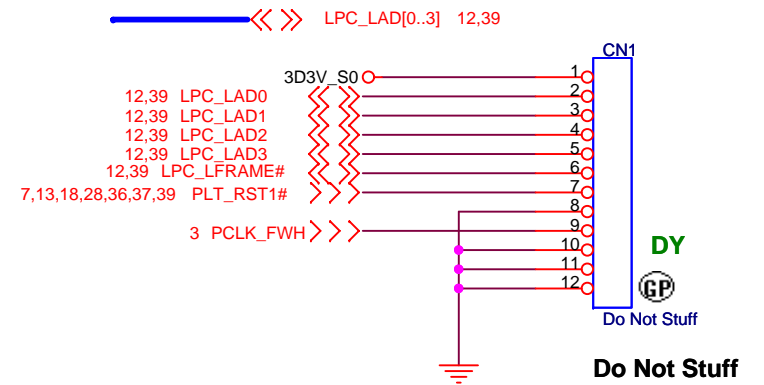 LPC_LAD[0..3] 12,39
CN1
3D3V_S0 1
12,39 LPC_LAD0 2
12,39 LPC_LAD1 3
12,39 LPC_LAD2 4
12,39 LPC_LAD3 5
12,39 LPC_LFRAME# 6
7,13,18,28,36,37,39 PLT_RST1# 7
8
3 PCLK_FWH 9
10
DY
11
12
GP
Do Not Stuff
Do Not Stuff